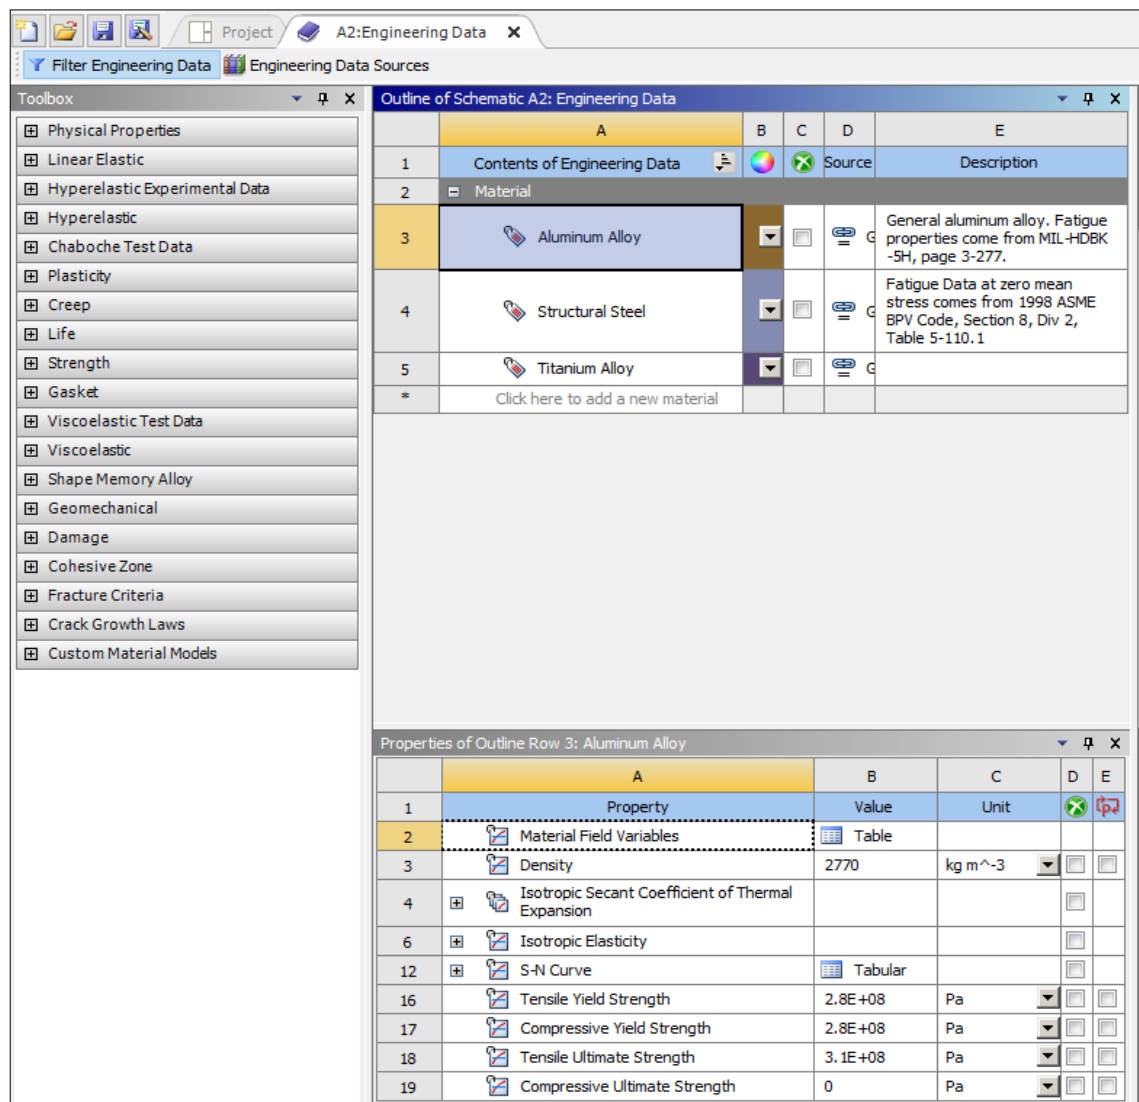 Project
A2:Engineering Data
Filter Engineering Data
Engineering Data Sources
Toolbox
Physical Properties
Linear Elastic
Hyperelastic Experimental Data
Hyperelastic
Chaboche Test Data
Plasticity
Creep
Life
Strength
Gasket
Viscoelastic Test Data
Viscoelastic
Shape Memory Alloy
Geomechanical
Damage
Cohesive Zone
Fracture Criteria
Crack Growth Laws
Custom Material Models
Outline of Schematic A2: Engineering Data
A B C D E
1 Contents of Engineering Data Source Description
2 Material
3 Aluminum Alloy G General aluminum alloy. Fatigue
properties come from MIL-HDBK
-5H, page 3-277.
4 Structural Steel G Fatigue Data at zero mean
stress comes from 1998 ASME
BPV Code, Section 8, Div 2,
Table 5-110.1
5 Titanium Alloy G
* Click here to add a new material
Properties of Outline Row 3: Aluminum Alloy
A B C D E
1 Property Value Unit
2 Material Field Variables Table
3 Density 2770 kg m^-3
4 Isotropic Secant Coefficient of Thermal
Expansion
6 Isotropic Elasticity
12 S-N Curve Tabular
16 Tensile Yield Strength 2.8E+08 Pa
17 Compressive Yield Strength 2.8E+08 Pa
18 Tensile Ultimate Strength 3.1E+08 Pa
19 Compressive Ultimate Strength 0 Pa